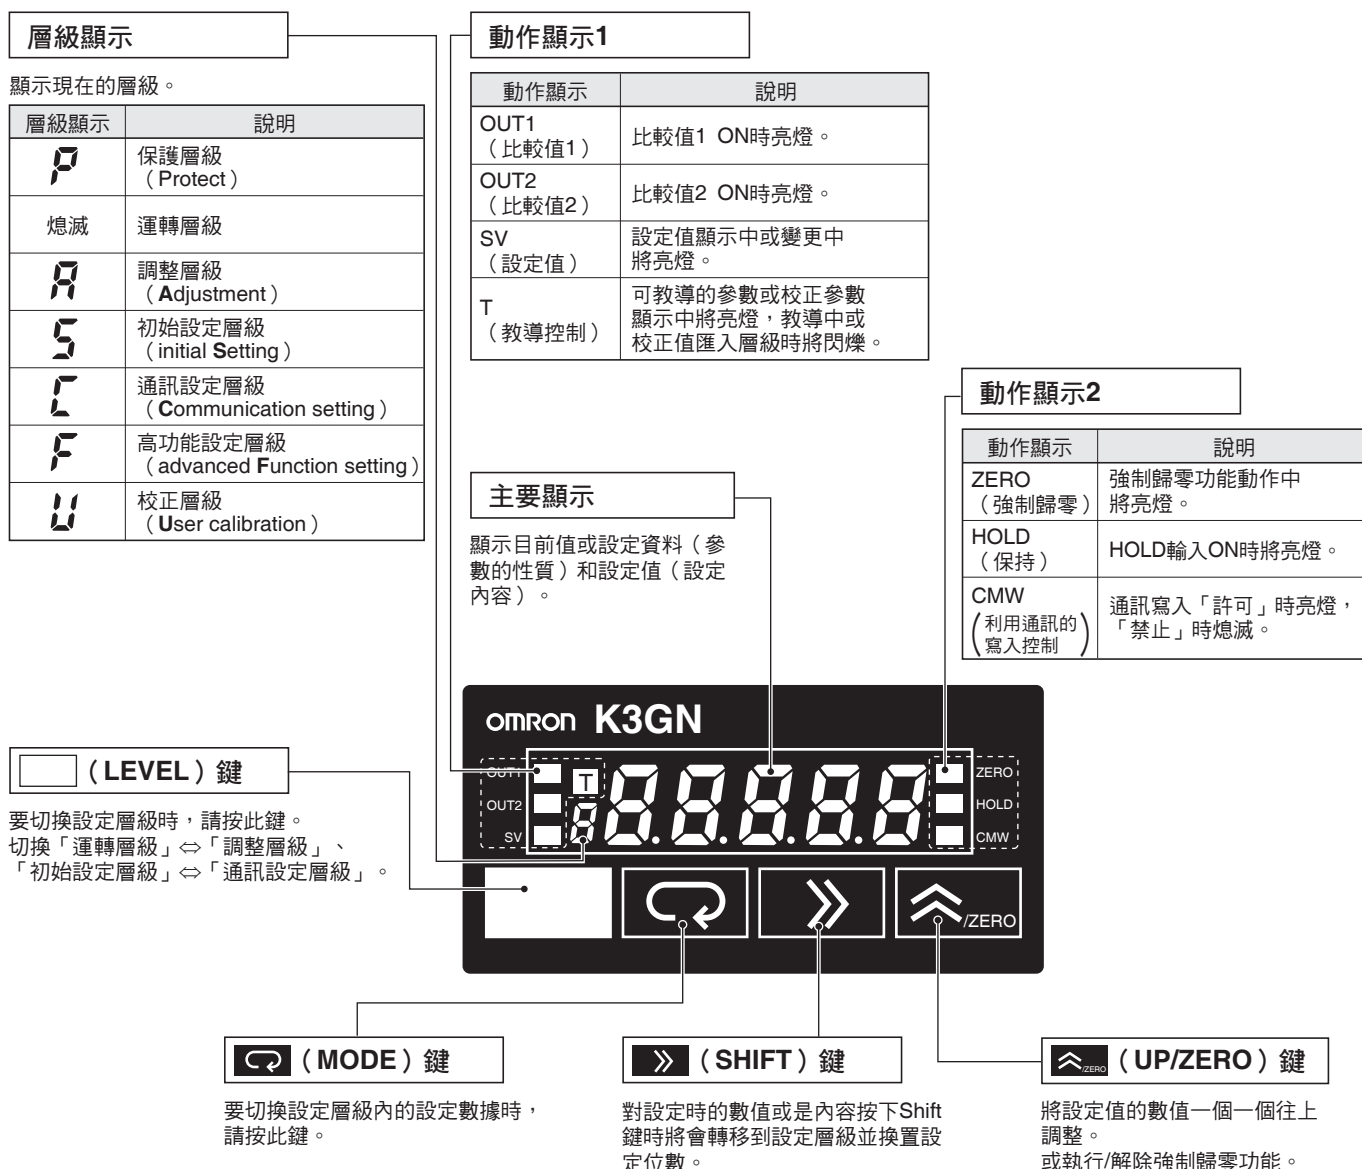 層級顯示
顯示現在的層級。
層級顯示 說明
P 保護層級
（Protect）
熄滅 運轉層級
A 調整層級
（Adjustment）
S 初始設定層級
（initial Setting）
C 通訊設定層級
（Communication setting）
F 高功能設定層級
（advanced Function setting）
U 校正層級
（User calibration）
動作顯示1
動作顯示 說明
OUT1
（比較值1） 比較值1 ON時亮燈。
OUT2
（比較值2） 比較值2 ON時亮燈。
SV
（設定值）
設定值顯示中或變更中
將亮燈。
T
（教導控制）
可教導的參數或校正參數
顯示中將亮燈，教導中或
校正值匯入層級時將閃爍。
動作顯示2
動作顯示 說明
ZERO
（強制歸零）
強制歸零功能動作中
將亮燈。
HOLD
（保持） HOLD輸入ON時將亮燈。
CMW
（利用通訊的
寫入控制）
通訊寫入「許可」時亮燈，
「禁止」時熄滅。
主要顯示
顯示目前值或設定資料（參
數的性質）和設定值（設定
內容）。
omron K3GN
OUT1 T 8.8.8.8.8 ZERO
OUT2 8 HOLD
SV CMW
/ZERO
（LEVEL）鍵
要切換設定層級時，請按此鍵。
切換「運轉層級」⇔「調整層級」、
「初始設定層級」⇔「通訊設定層級」。
（MODE）鍵
要切換設定層級內的設定數據時，
請按此鍵。
（SHIFT）鍵
對設定時的數值或是內容按下Shift
鍵時將會轉移到設定層級並換置設
定位數。
/ZERO（UP/ZERO）鍵
將設定值的數值一個一個往上
調整。
或執行/解除強制歸零功能。